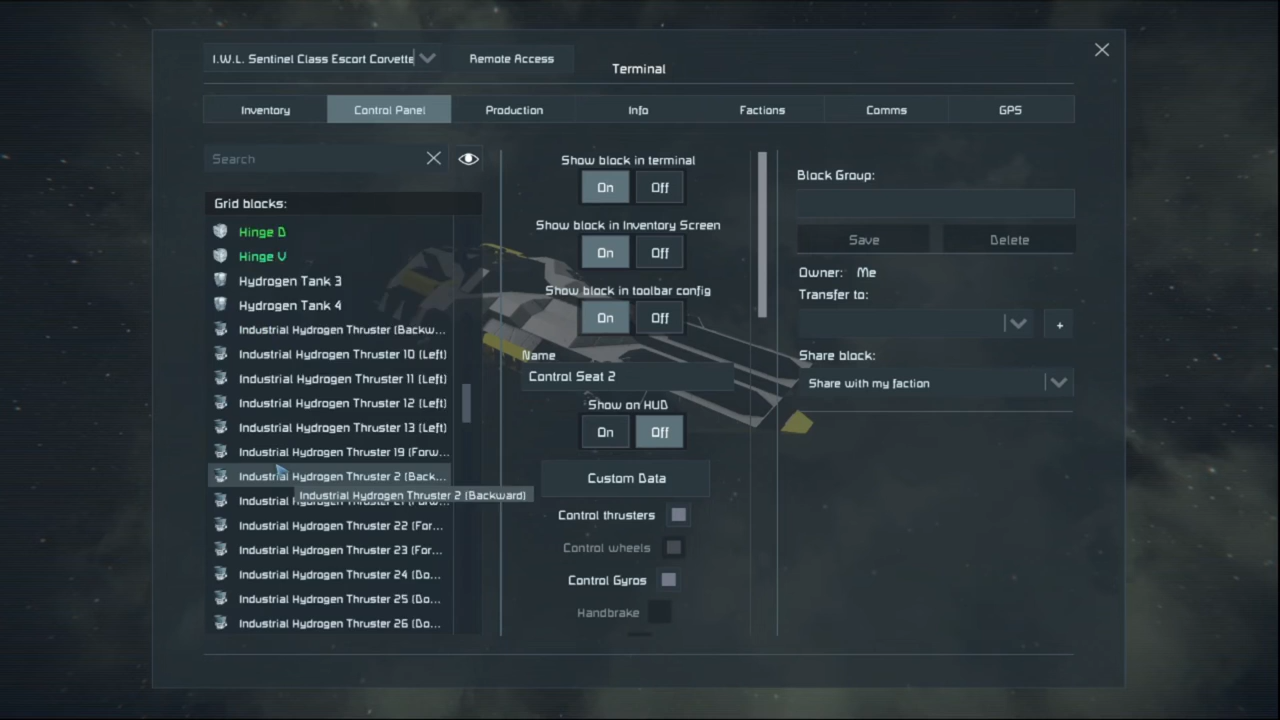 I.W.L. Sentinel Class Escort Corvette
Remote Access
Terminal
Inventory
Control Panel
Production
Info
Factions
Comms
GPS
Search
Grid blocks:
Hinge D
Hinge V
Hydrogen Tank 3
Hydrogen Tank 4
Industrial Hydrogen Thruster (Backw...
Industrial Hydrogen Thruster 10 (Left)
Industrial Hydrogen Thruster 11 (Left)
Industrial Hydrogen Thruster 12 (Left)
Industrial Hydrogen Thruster 13 (Left)
Industrial Hydrogen Thruster 19 (Forw...
Industrial Hydrogen Thruster 2 (Back...
Industrial Hydrogen Thruster 2 (Backward)
Industrial Hydrogen Thruster 22 (For...
Industrial Hydrogen Thruster 23 (For...
Industrial Hydrogen Thruster 24 (Do...
Industrial Hydrogen Thruster 25 (Do...
Industrial Hydrogen Thruster 26 (Do...
Show block in terminal
On Off
Show block in Inventory Screen
On Off
Show block in toolbar config
On Off
Name
Control Seat 2
Show on HUD
On Off
Custom Data
Control thrusters
Control wheels
Control Gyros
Handbrake
Block Group:
Save
Delete
Owner: Me
Transfer to:
+
Share block:
Share with my faction